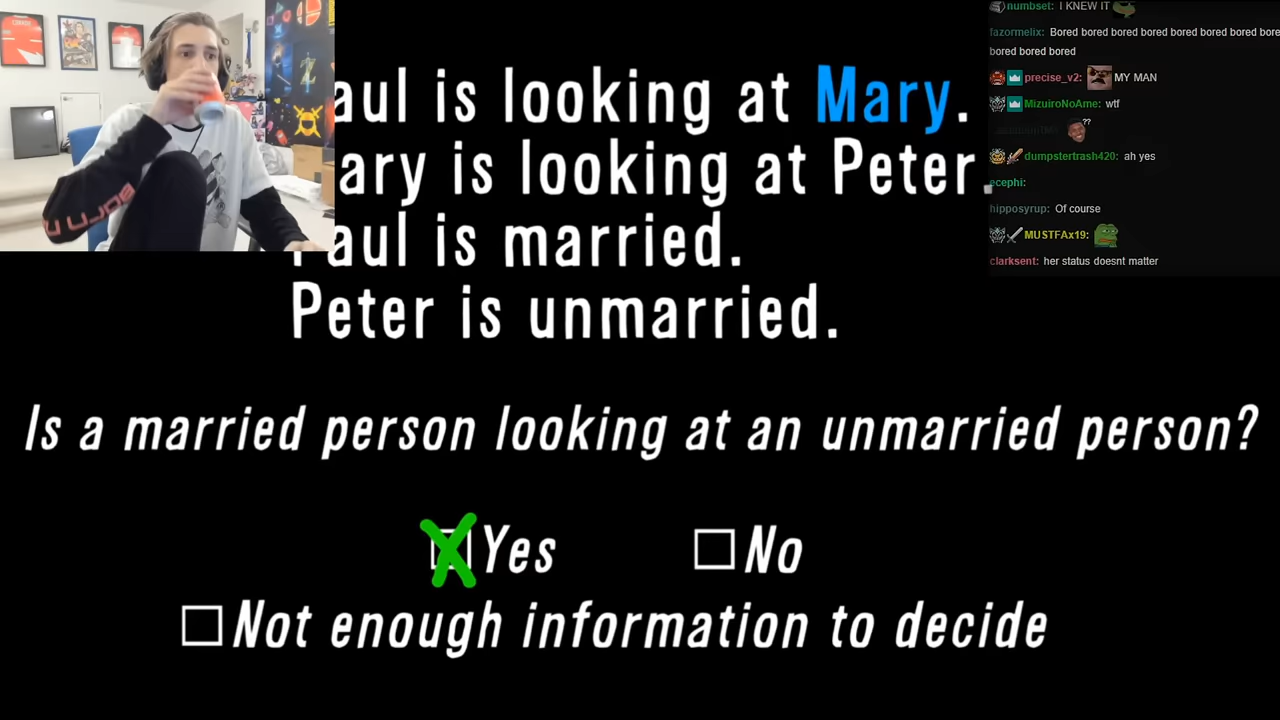 aul is looking at Mary.
ary is looking at Peter.
Paul is married.
Peter is unmarried.
Is a married person looking at an unmarried person?
Yes
No
Not enough information to decide
numbset: I KNEW IT
fazormelix: Bored bored bored bored bored bored bored bore
bored bored bored
precise_v2: MY MAN
MizuiroNoAme: wtf
??
dumpstertrash420: ah yes
ecephi:
hipposyrup: Of course
MUSTFAx19:
clarksent: her status doesnt matter